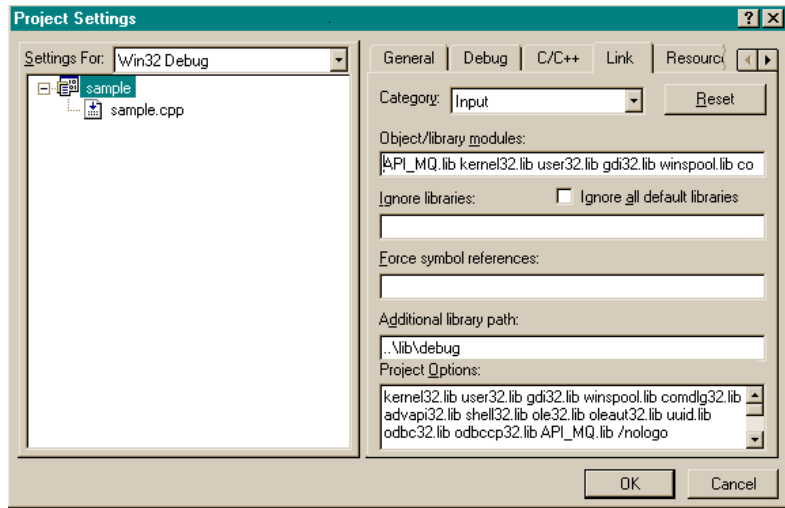 Project Settings
Settings For: Win32 Debug
sample
sample.cpp
General Debug C/C++ Link
Category: Input Reset
Object/library modules:
API_MQ.lib kernel32.lib user32.lib gdi32.lib winspool.lib co
Ignore libraries: Ignore all default libraries
Force symbol references:
Additional library path:
..\lib\debug
Project Options:
kernel32.lib user32.lib gdi32.lib winspool.lib comdlg32.lib
advapi32.lib shell32.lib ole32.lib oleaut32.lib uuid.lib
odbc32.lib odbccp32.lib API_MQ.lib /nologo
OK Cancel